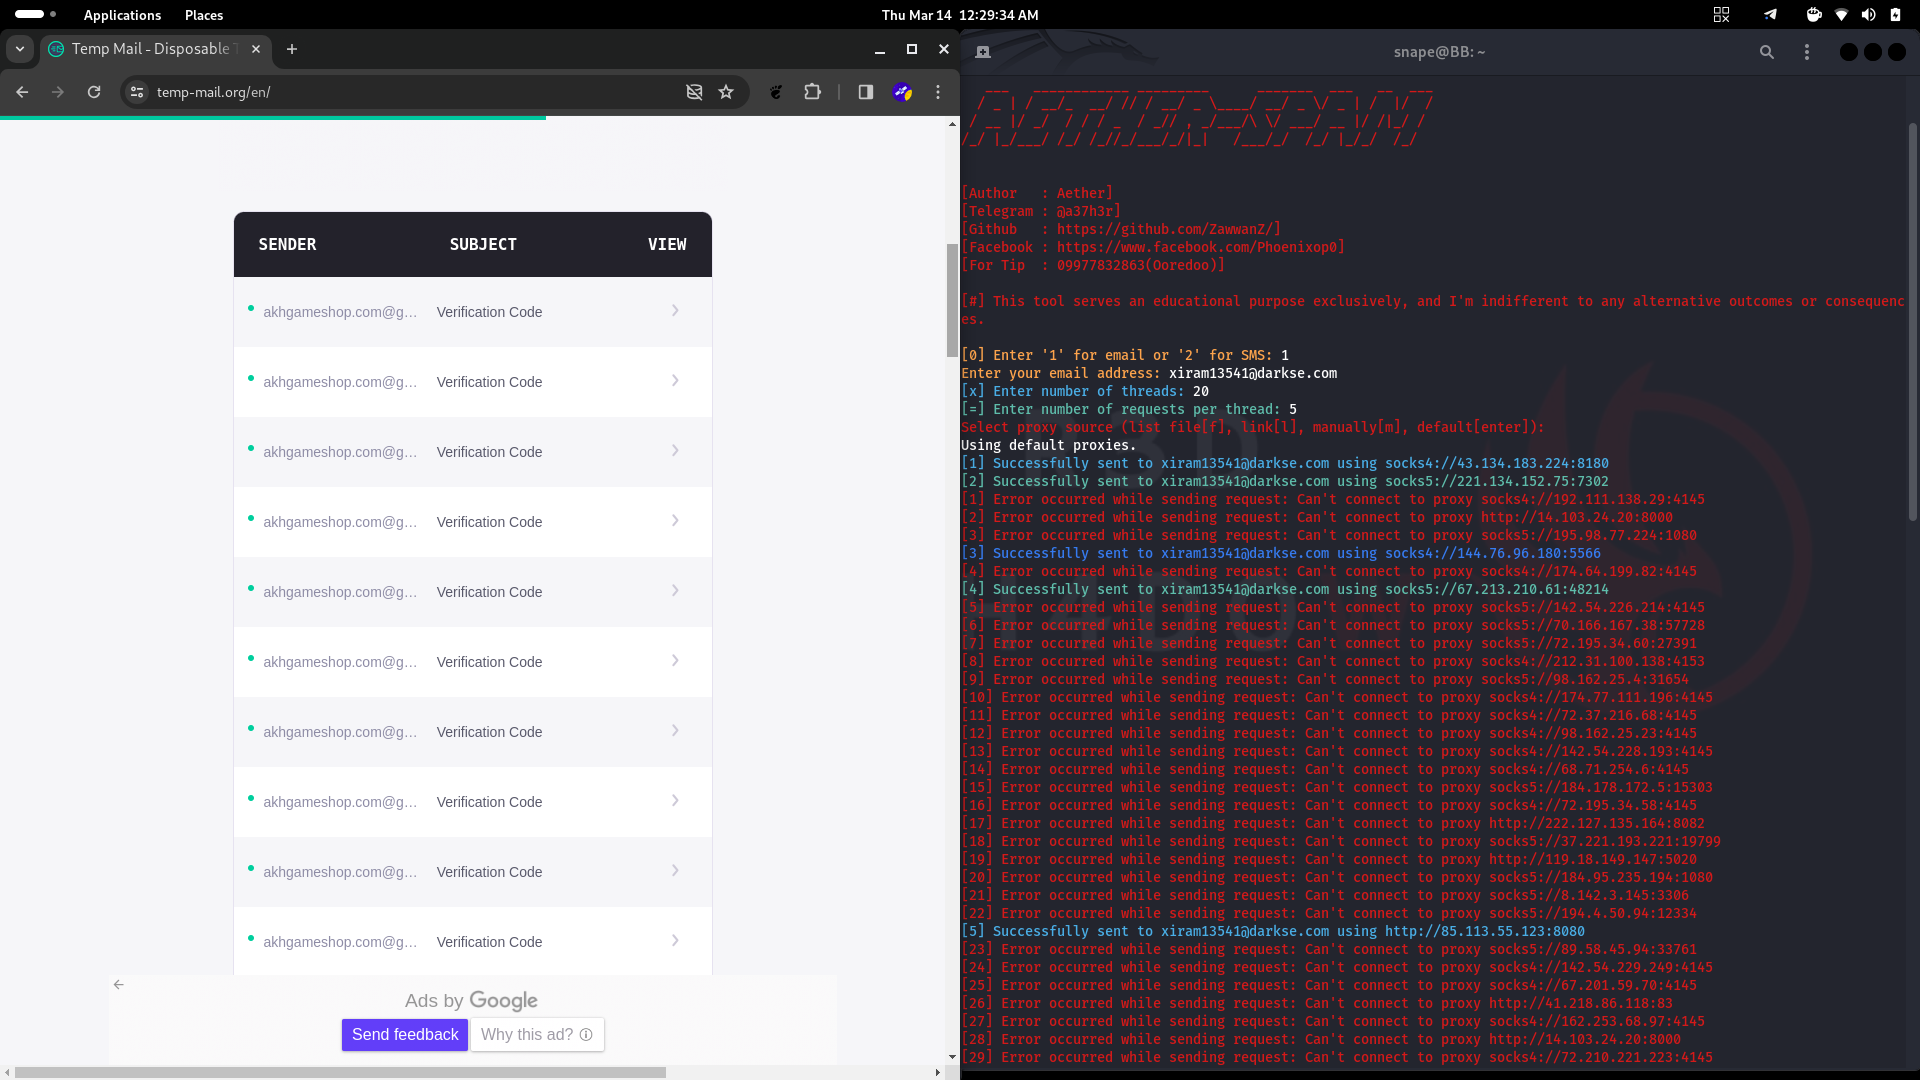 Applications Places
Thu Mar 14 12:29:34 AM
Temp Mail - Disposable T
temp-mail.org/en/
SENDER SUBJECT VIEW
akhgameshop.com@g... Verification Code
akhgameshop.com@g... Verification Code
akhgameshop.com@g... Verification Code
akhgameshop.com@g... Verification Code
akhgameshop.com@g... Verification Code
akhgameshop.com@g... Verification Code
akhgameshop.com@g... Verification Code
akhgameshop.com@g... Verification Code
akhgameshop.com@g... Verification Code
akhgameshop.com@g... Verification Code
Ads by Google
Send feedback Why this ad?
snape@BB: ~
[Author   : Aether]
[Telegram : @a37h3r]
[Github   : https://github.com/ZawwanZ/]
[Facebook : https://www.facebook.com/Phoenixop0]
[For Tip  : 09977832863(Ooredoo)]
[#] This tool serves an educational purpose exclusively, and I'm indifferent to any alternative outcomes or consequenc
es.
[0] Enter '1' for email or '2' for SMS: 1
Enter your email address: xiram13541@darkse.com
[x] Enter number of threads: 20
[=] Enter number of requests per thread: 5
Select proxy source (list file[f], link[l], manually[m], default[enter]):
Using default proxies.
[1] Successfully sent to xiram13541@darkse.com using socks4://43.134.183.224:8180
[2] Successfully sent to xiram13541@darkse.com using socks5://221.134.152.75:7302
[1] Error occurred while sending request: Can't connect to proxy socks4://192.111.138.29:4145
[2] Error occurred while sending request: Can't connect to proxy http://14.103.24.20:8000
[3] Error occurred while sending request: Can't connect to proxy socks5://195.98.77.224:1080
[3] Successfully sent to xiram13541@darkse.com using socks4://144.76.96.180:5566
[4] Error occurred while sending request: Can't connect to proxy socks4://174.64.199.82:4145
[4] Successfully sent to xiram13541@darkse.com using socks5://67.213.210.61:48214
[5] Error occurred while sending request: Can't connect to proxy socks5://142.54.226.214:4145
[6] Error occurred while sending request: Can't connect to proxy socks5://70.166.167.38:57728
[7] Error occurred while sending request: Can't connect to proxy socks5://72.195.34.60:27391
[8] Error occurred while sending request: Can't connect to proxy socks4://212.31.100.138:4153
[9] Error occurred while sending request: Can't connect to proxy socks5://98.162.25.4:31654
[10] Error occurred while sending request: Can't connect to proxy socks4://174.77.111.196:4145
[11] Error occurred while sending request: Can't connect to proxy socks4://72.37.216.68:4145
[12] Error occurred while sending request: Can't connect to proxy socks4://98.162.25.23:4145
[13] Error occurred while sending request: Can't connect to proxy socks4://142.54.228.193:4145
[14] Error occurred while sending request: Can't connect to proxy socks4://68.71.254.6:4145
[15] Error occurred while sending request: Can't connect to proxy socks5://184.178.172.5:15303
[16] Error occurred while sending request: Can't connect to proxy socks4://72.195.34.58:4145
[17] Error occurred while sending request: Can't connect to proxy http://222.127.135.164:8082
[18] Error occurred while sending request: Can't connect to proxy socks5://37.221.193.221:19799
[19] Error occurred while sending request: Can't connect to proxy http://119.18.149.147:5020
[20] Error occurred while sending request: Can't connect to proxy socks5://184.95.235.194:1080
[21] Error occurred while sending request: Can't connect to proxy socks5://8.142.3.145:3306
[22] Error occurred while sending request: Can't connect to proxy socks5://194.4.50.94:12334
[5] Successfully sent to xiram13541@darkse.com using http://85.113.55.123:8080
[23] Error occurred while sending request: Can't connect to proxy socks5://89.58.45.94:33761
[24] Error occurred while sending request: Can't connect to proxy socks4://142.54.229.249:4145
[25] Error occurred while sending request: Can't connect to proxy socks4://67.201.59.70:4145
[26] Error occurred while sending request: Can't connect to proxy http://41.218.86.118:83
[27] Error occurred while sending request: Can't connect to proxy socks4://162.253.68.97:4145
[28] Error occurred while sending request: Can't connect to proxy http://14.103.24.20:8000
[29] Error occurred while sending request: Can't connect to proxy socks4://72.210.221.223:4145